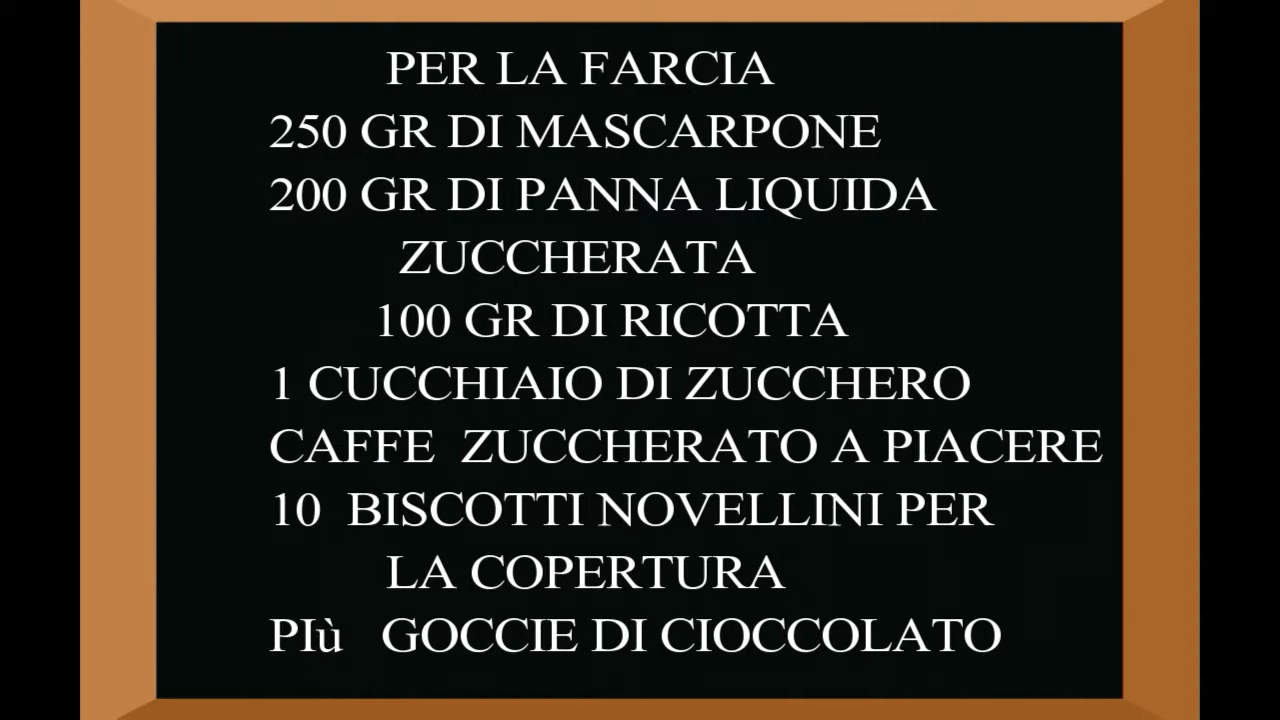 PER LA FARCIA
250 GR DI MASCARPONE
200 GR DI PANNA LIQUIDA
ZUCCHERATA
100 GR DI RICOTTA
1 CUCCHIAIO DI ZUCCHERO
CAFFE ZUCCHERATO A PIACERE
10 BISCOTTI NOVELLINI PER
LA COPERTURA
PIù GOCCIE DI CIOCCOLATO